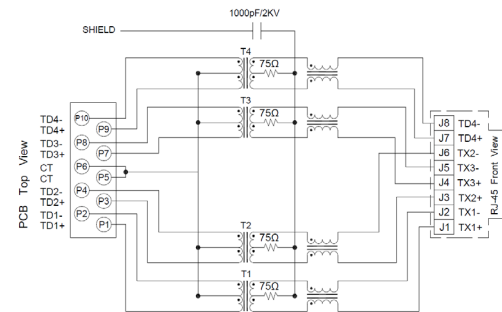 1000pF/2KV
SHIELD
T4
75Ω
T3
75Ω
T2
75Ω
T1
75Ω
PCB Top View
TD4- P10
TD4+ P9
TD3- P8
TD3+ P7
CT P6
CT P5
TD2- P4
TD2+ P3
TD1- P2
TD1+ P1
J8 TD4-
J7 TD4+
J6 TX2-
J5 TX3-
J4 TX3+
J3 TX2+
J2 TX1-
J1 TX1+
RJ-45 Front View